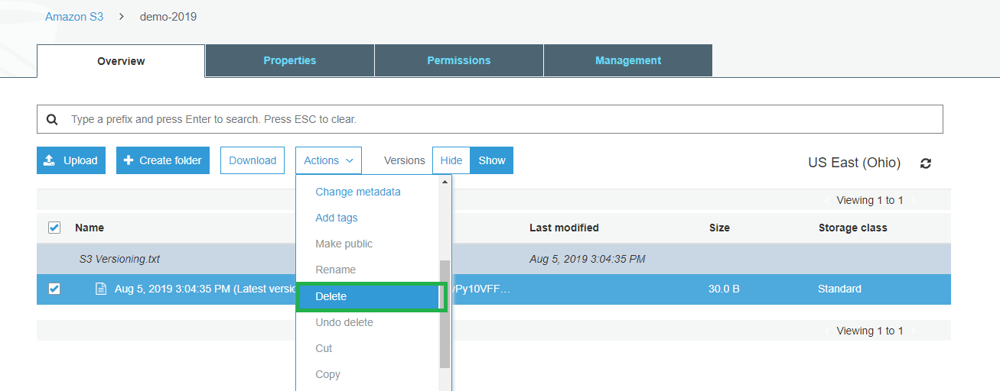 Amazon S3 > demo-2019
Overview Properties Permissions Management
Type a prefix and press Enter to search. Press ESC to clear.
Upload Create folder Download Actions Versions Hide Show US East (Ohio)
Change metadata
Viewing 1 to 1
Add tags
Name Last modified Size Storage class
Make public
S3 Versioning.txt Aug 5, 2019 3:04:35 PM
Rename
Aug 5, 2019 3:04:35 PM (Latest 30.0 B Standard
Delete
Undo delete
Viewing 1 to 1
Cut
Copy